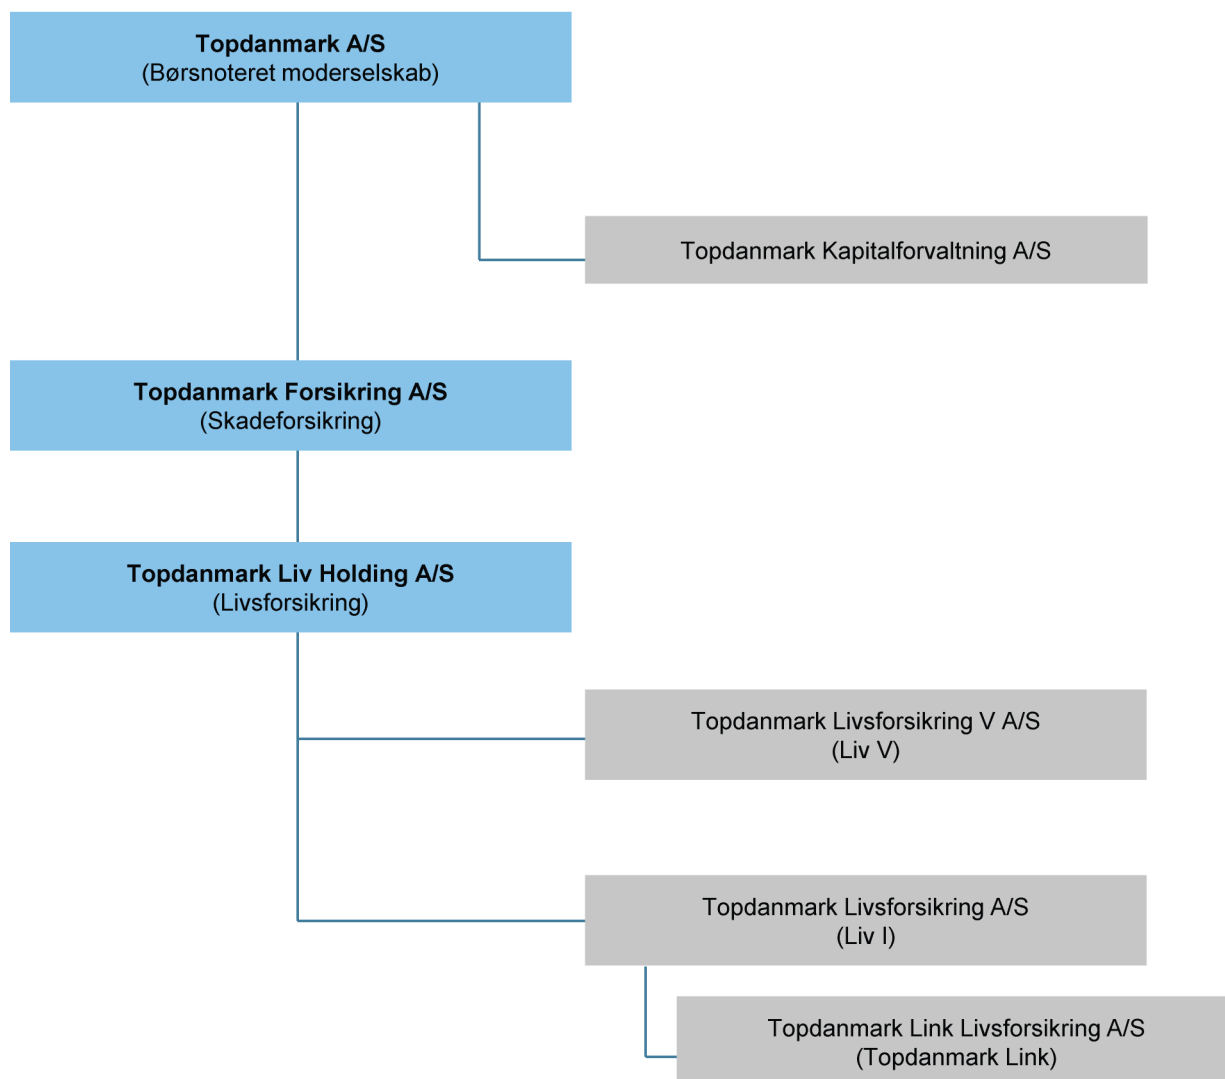 Topdanmark A/S
(Børsnoteret moderselskab)
Topdanmark Kapitalforvaltning A/S
Topdanmark Forsikring A/S
(Skadeforsikring)
Topdanmark Liv Holding A/S
(Livsforsikring)
Topdanmark Livsforsikring V A/S
(Liv V)
Topdanmark Livsforsikring A/S
(Liv I)
Topdanmark Link Livsforsikring A/S
(Topdanmark Link)